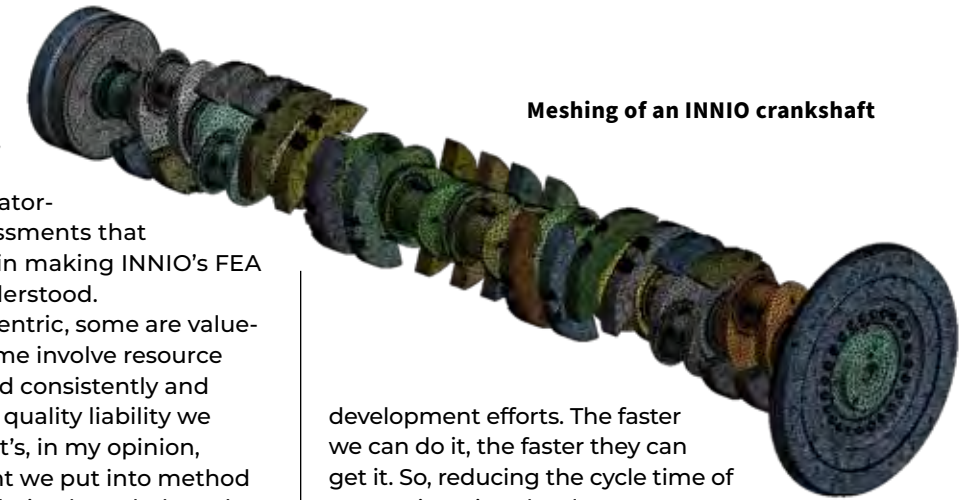 Meshing of an INNIO crankshaft
ator-
ssments that
in making INNIO's FEA
lerstood.
entric, some are value-
me involve resource
d consistently and
quality liability we
t's, in my opinion,
nt we put into method
development efforts. The faster
we can do it, the faster they can
get it. So, reducing the cycle time of